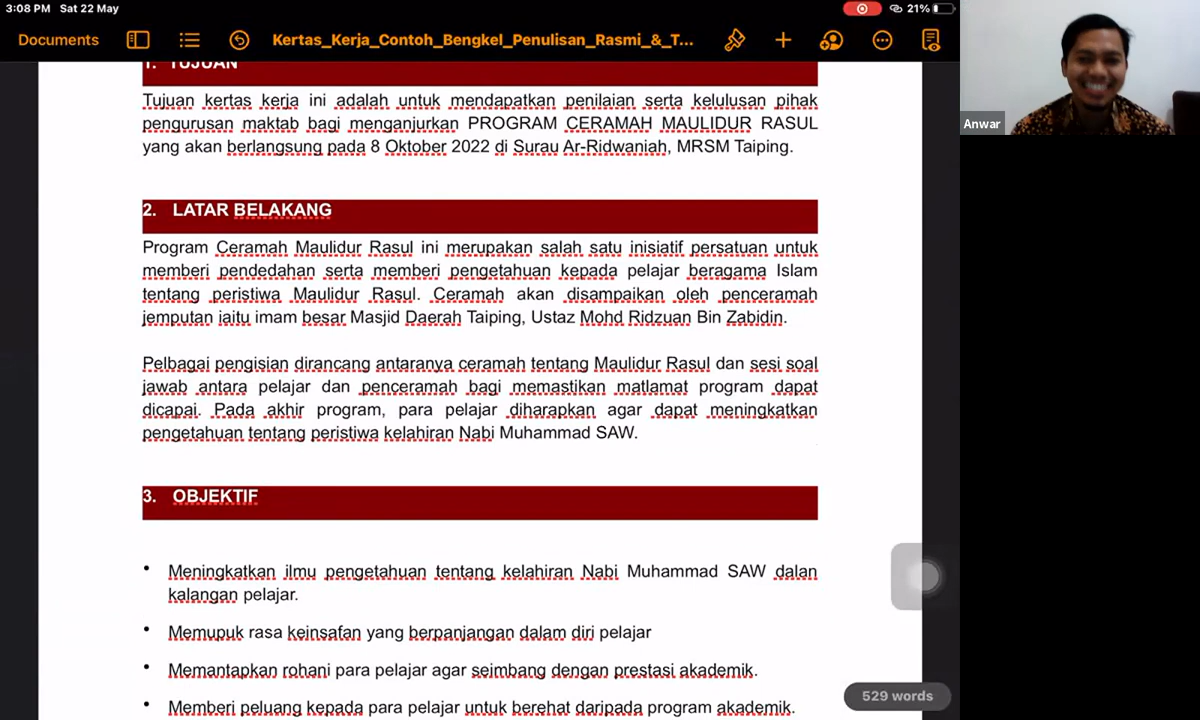 3:08 PM Sat 22 May
21%
Documents
Kertas_Kerja_Contoh_Bengkel_Penulisan_Rasmi_&_T...
Anwar
1. TUJUAN
Tujuan kertas kerja ini adalah untuk mendapatkan penilaian serta kelulusan pihak
pengurusan maktab bagi menganjurkan PROGRAM CERAMAH MAULIDUR RASUL
yang akan berlangsung pada 8 Oktober 2022 di Surau Ar-Ridwaniah, MRSM Taiping.
2. LATAR BELAKANG
Program Ceramah Maulidur Rasul ini merupakan salah satu inisiatif persatuan untuk
memberi pendedahan serta memberi pengetahuan kepada pelajar beragama Islam
tentang peristiwa Maulidur Rasul. Ceramah akan disampaikan oleh penceramah
jemputan iaitu imam besar Masjid Daerah Taiping, Ustaz Mohd Ridzuan Bin Zabidin.
Pelbagai pengisian dirancang antaranya ceramah tentang Maulidur Rasul dan sesi soal
jawab antara pelajar dan penceramah bagi memastikan matlamat program dapat
dicapai. Pada akhir program, para pelajar diharapkan agar dapat meningkatkan
pengetahuan tentang peristiwa kelahiran Nabi Muhammad SAW.
3. OBJEKTIF
• Meningkatkan ilmu pengetahuan tentang kelahiran Nabi Muhammad SAW dalan
kalangan pelajar.
• Memupuk rasa keinsafan yang berpanjangan dalam diri pelajar
• Memantapkan rohani para pelajar agar seimbang dengan prestasi akademik.
• Memberi peluang kepada para pelajar untuk berehat daripada program akademik.
529 words